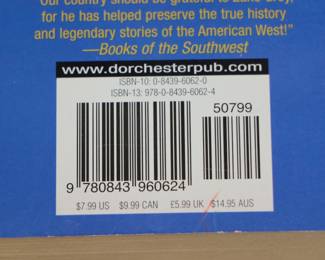 Our country should be grateful to Zane Grey,
for he has helped preserve the true history
and legendary stories of the American West!"
—Books of the Southwest
www.dorchesterpub.com
ISBN-10: 0-8439-6062-0
ISBN-13: 978-0-8439-6062-4
50799
9 780843 960624
$7.99 US $9.99 CAN £5.99 UK $14.95 AUS